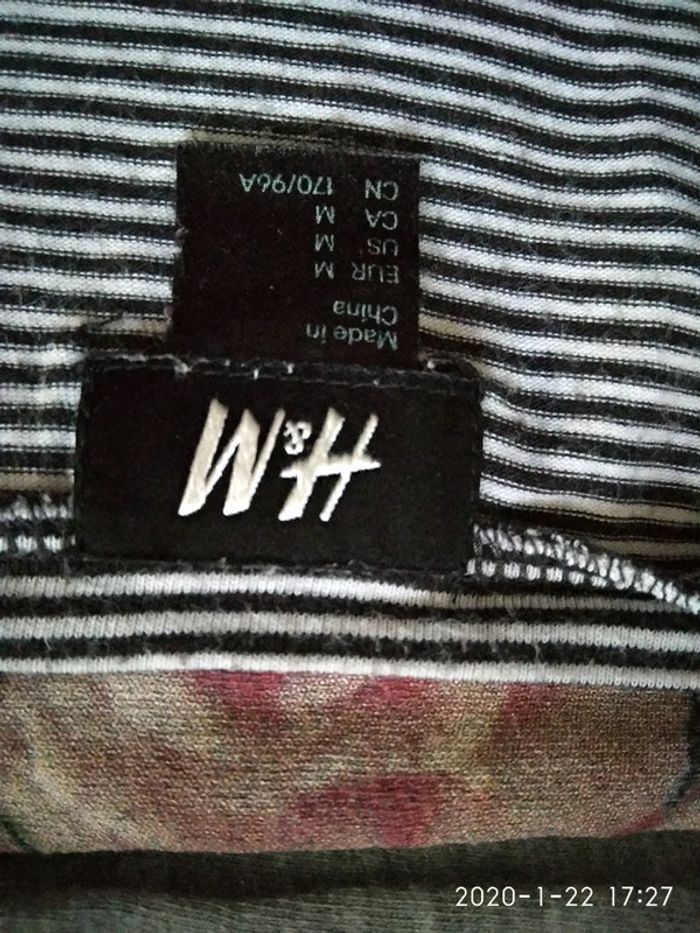 H&M
Made in
China
EUR M
US M
CA M
CN 170/96A
2020-1-22 17:27